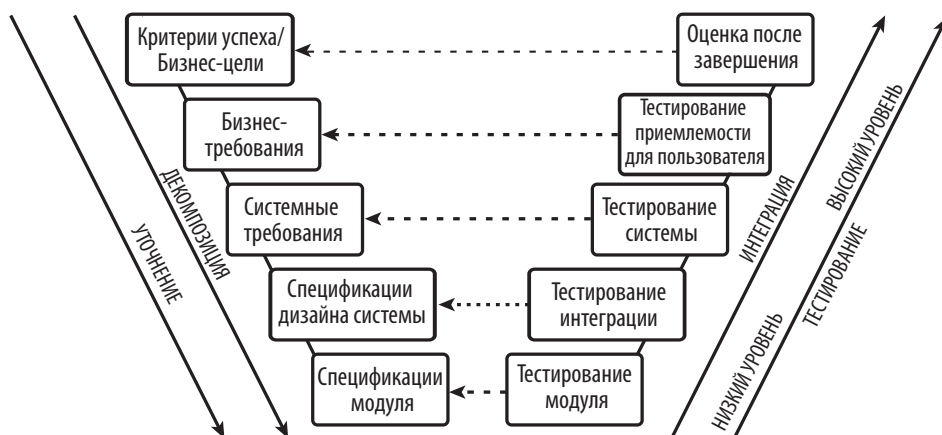 Критерии успеха/
Бизнес-цели
Оценка после
завершения
Бизнес-
требования
Тестирование
приемлемости
для пользователя
Системные
требования
Тестирование
системы
Спецификации
дизайна системы
Тестирование
интеграции
Спецификации
модуля
Тестирование
модуля
УТОЧНЕНИЕ
ДЕКОМПОЗИЦИЯ
ИНТЕГРАЦИЯ
НИЗКИЙ УРОВЕНЬ
ВЫСОКИЙ УРОВЕНЬ
ТЕСТИРОВАНИЕ